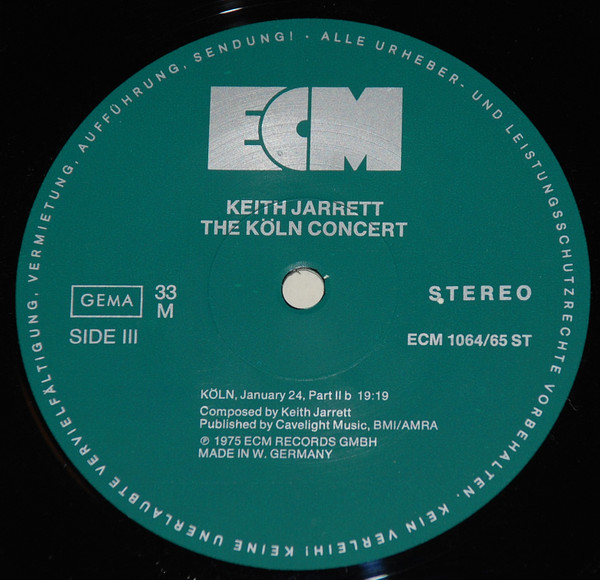 ALLE URHEBER- UND LEISTUNGSSCHUTZRECHTE VORBEHALTEN. KEIN VERLEIH! KEINE UNERLAUBTE VERVIELFÄLTIGUNG, VERMIETUNG, AUFFÜHRUNG, SENDUNG! -
ECM
KEITH JARRETT
THE KÖLN CONCERT
GEMA
33
M
STEREO
SIDE III
ECM 1064/65 ST
KÖLN, January 24, Part II b 19:19
Composed by Keith Jarrett
Published by Cavelight Music, BMI/AMRA
℗ 1975 ECM RECORDS GMBH
MADE IN W. GERMANY